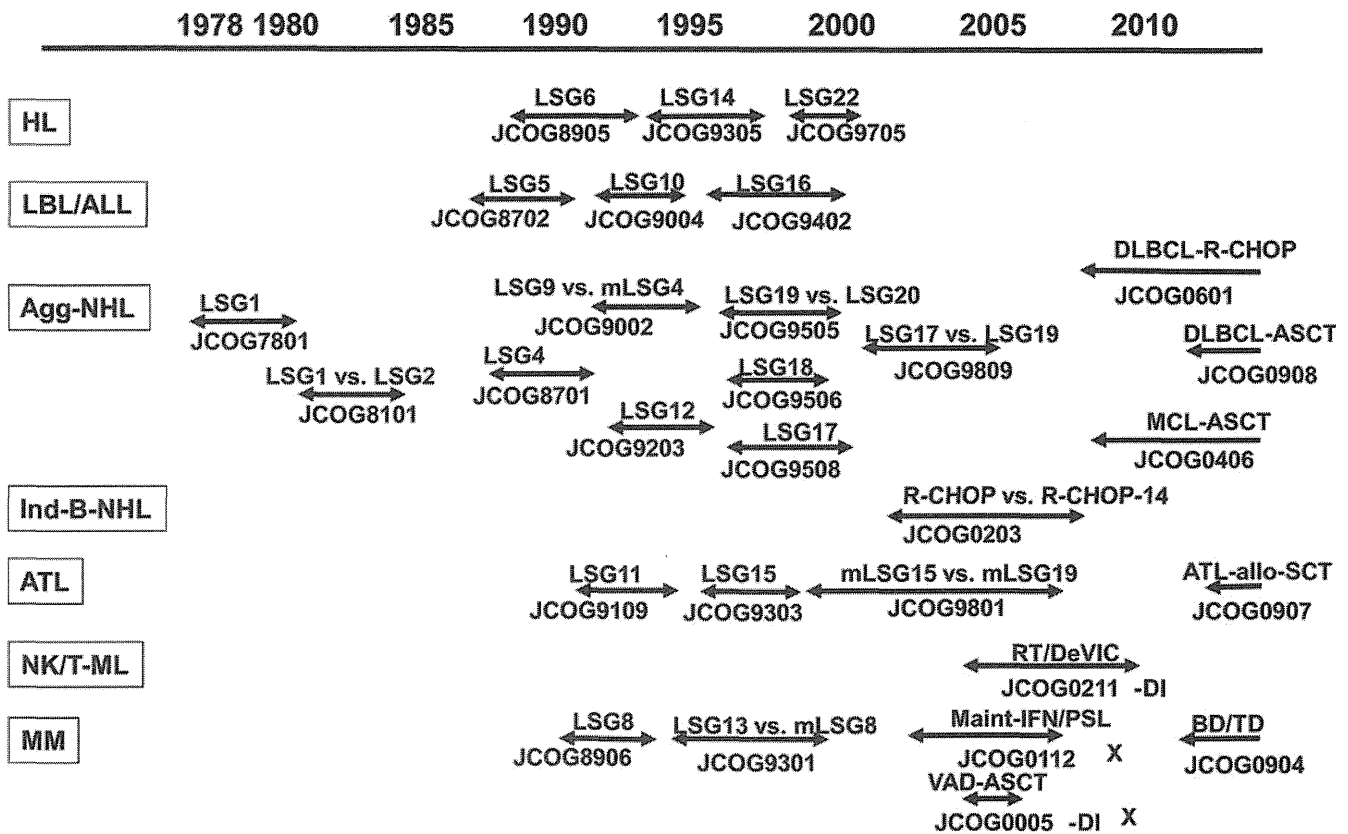 1978 1980 1985 1990 1995 2000 2005 2010
HL
LSG6 LSG14 LSG22
JCOG8905 JCOG9305 JCOG9705
LBL/ALL
LSG5 LSG10 LSG16
JCOG8702 JCOG9004 JCOG9402
DLBCL-R-CHOP
JCOG0601
Agg-NHL
LSG1
JCOG7801
LSG9 vs. mLSG4
JCOG9002
LSG19 vs. LSG20
JCOG9505
LSG17 vs. LSG19
JCOG9809
DLBCL-ASCT
JCOG0908
LSG1 vs. LSG2
JCOG8101
LSG4
JCOG8701
LSG18
JCOG9506
LSG12
JCOG9203
LSG17
JCOG9508
MCL-ASCT
JCOG0406
Ind-B-NHL
R-CHOP vs. R-CHOP-14
JCOG0203
ATL
LSG11 LSG15 mLSG15 vs. mLSG19 ATL-allo-SCT
JCOG9109 JCOG9303 JCOG9801 JCOG0907
NK/T-ML
RT/DeVIC
JCOG0211 -DI
MM
LSG8 LSG13 vs. mLSG8 Maint-IFN/PSL BD/TD
JCOG8906 JCOG9301 JCOG0112 X JCOG0904
VAD-ASCT
JCOG0005 -DI X